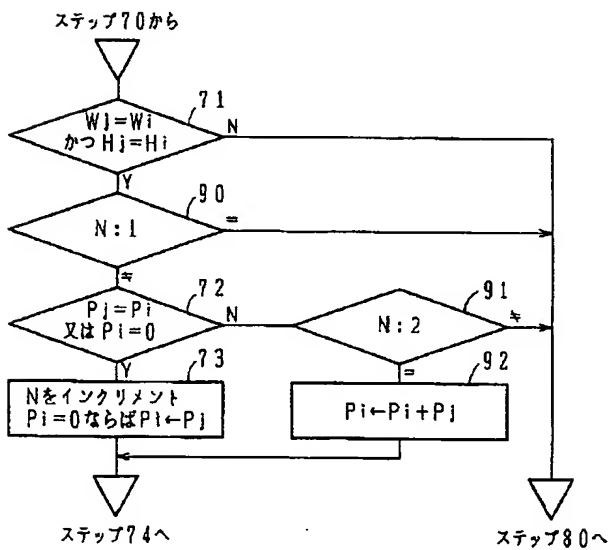 ステップ70から
71
Wj=Wi
かつ Hj=Hi
N
Y
90
N:1
=
≠
72
Pj=Pi
又は Pi=0
N
91
N:2
≠
Y
=
73
Nをインクリメント
Pi=0ならばPi←Pj
92
Pi←Pi+Pj
ステップ74へ
ステップ80へ